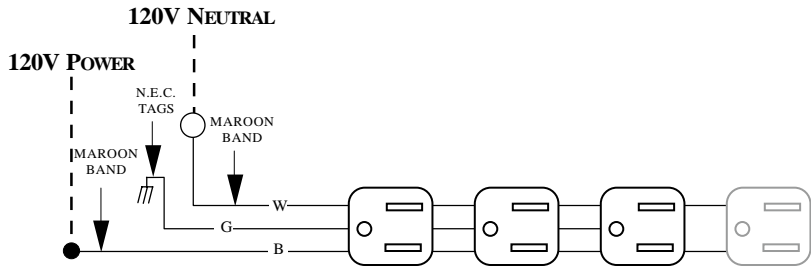 120V NEUTRAL
120V POWER
N.E.C.
TAGS
MAROON
BAND
MAROON
BAND
W
G
B